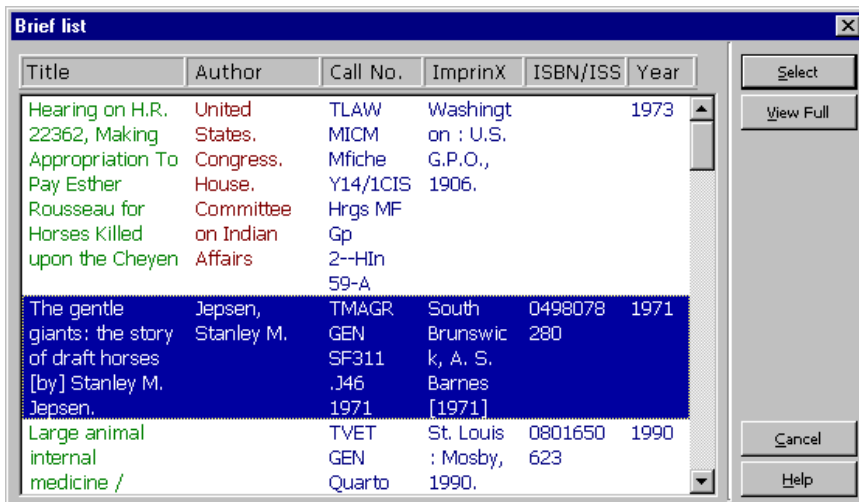 Brief list
Title Author Call No. ImprinX ISBN/ISS Year
Select
View Full
Hearing on H.R. United TLAW Washingt 1973
22362, Making States. MICM on : U.S.
Appropriation To Congress. Mfiche G.P.O.,
Pay Esther House. Y14/1CIS 1906.
Rousseau for Committee Hrgs MF
Horses Killed on Indian Gp
upon the Cheyen Affairs 2--HIn
59-A
The gentle Jepsen, TMAGR South 0498078 1971
giants: the story Stanley M. GEN Brunswic 280
of draft horses SF311 k, A. S.
[by] Stanley M. .J46 Barnes
Jepsen. 1971 [1971]
Large animal TVET St. Louis 0801650 1990
internal GEN : Mosby, 623
medicine / Quarto 1990.
Cancel
Help